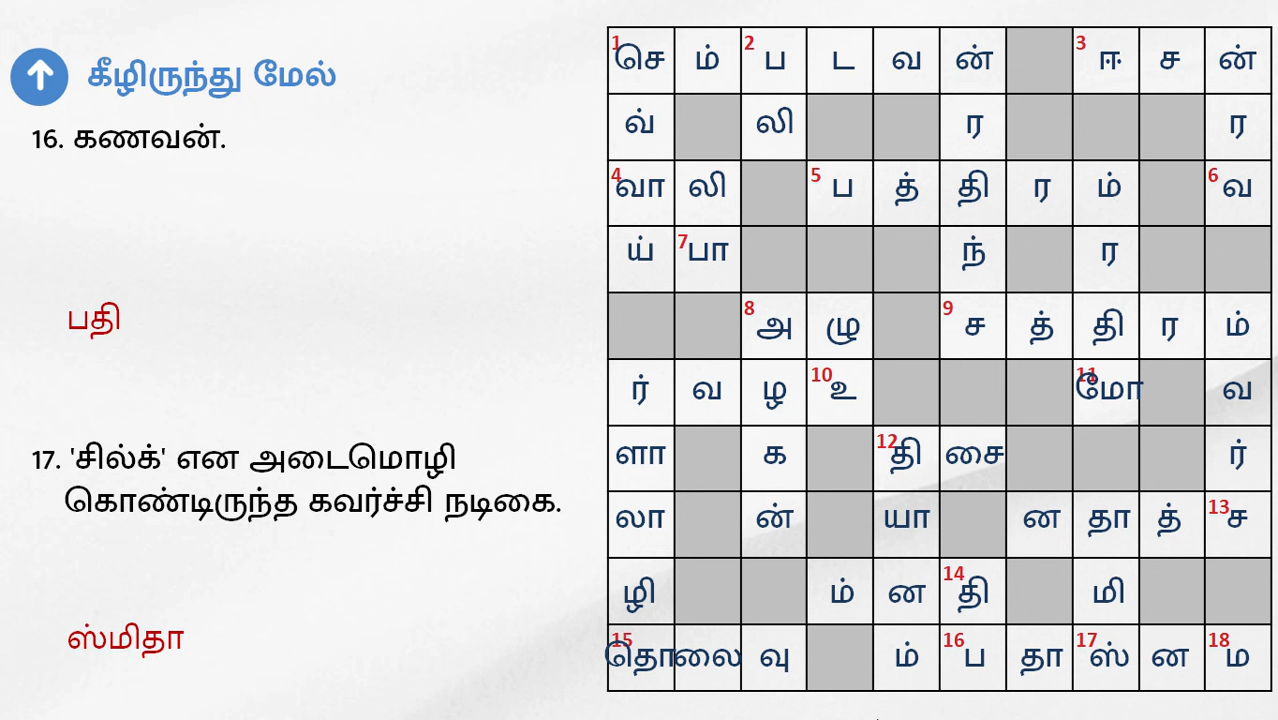 கீழிருந்து மேல்
16. கணவன்.
பதி
17. 'சில்க்' என அடைமொழி
கொண்டிருந்த கவர்ச்சி நடிகை.
ஸ்மிதா
1 செ ம் 2 ப ட வ ன் 3 ஈ ச ன்
வ் லி ர ர
4 வா லி 5 ப த் தி ர ம் 6 வ
ய் 7 பா ந் ர
8 அ ழு 9 ச த் தி ர ம்
ர் வ ழ 10 உ 11 மோ வ
ளா க 12 தி சை ர்
லா ன் யா ன தா த் 13 ச
ழி ம் ன 14 தி மி
15 தொ லை வு ம் 16 ப தா 17 ஸ் ன 18 ம